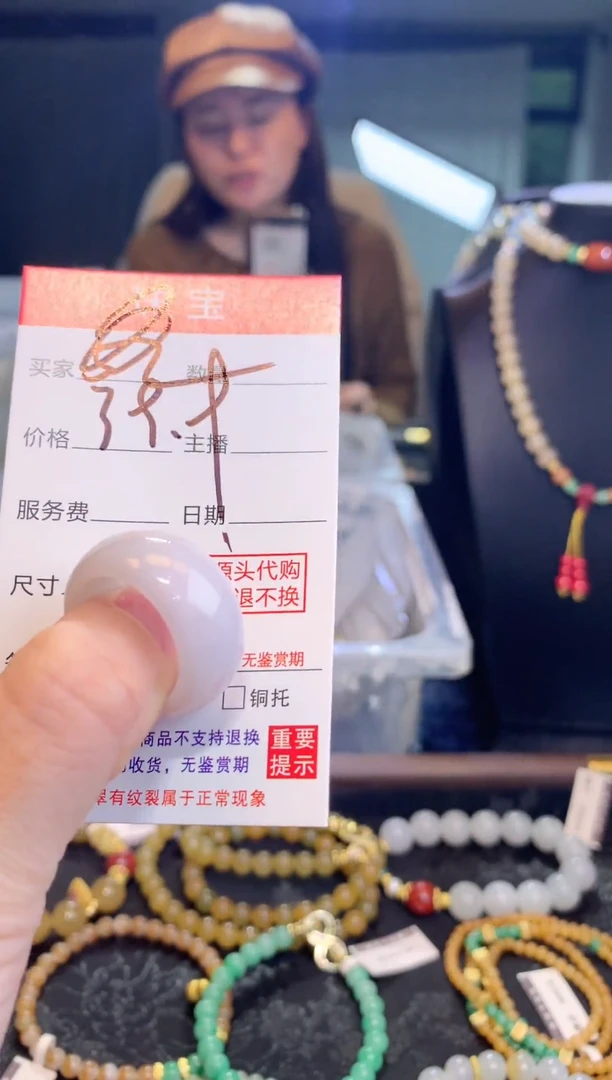 宝
买家 数量
价格 主播
服务费 日期
尺寸 源头代购
退不换
无鉴赏期
铜托
商品不支持退换 重要
收货，无鉴赏期 提示
翠有纹裂属于正常现象